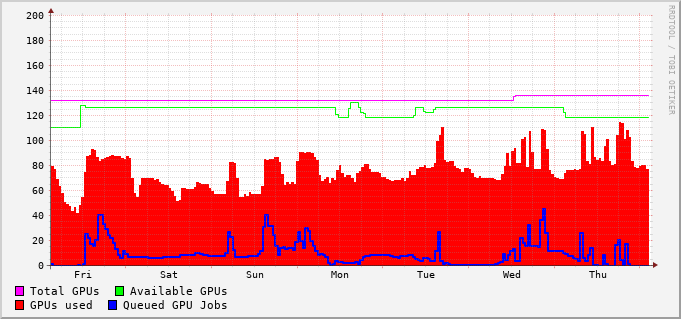 200
180
160
140
120
100
80
60
40
20
0
Fri Sat Sun Mon Tue Wed Thu
Total GPUs Available GPUs
GPUs used Queued GPU Jobs
RRDTOOL / TOBI OETIKER